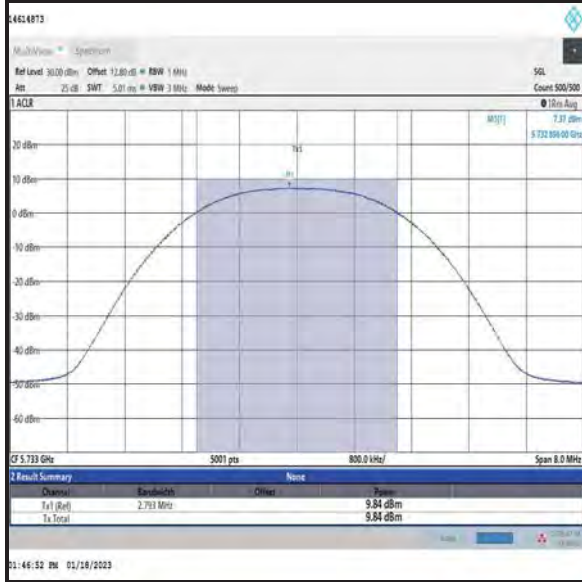 14614873
MultiView Spectrum
Ref Level 30.00 dBm Offset 12.80 dB RBW 1 MHz SGL
Att 25 dB SWT 5.01 ms VBW 3 MHz Mode Sweep Count 500/500
1 ACLR 1Rm Avg
M1[1] 7.37 dBm
GHz
20 dBm
Tx1
10 dBm
M1
0 dBm
-10 dBm
-20 dBm
-30 dBm
-40 dBm
-50 dBm
-60 dBm
CF 5.733 GHz 5001 pts 800.0 kHz/ Span 8.0 MHz
2 Result Summary None
Channel Bandwidth Offset Power
Tx1 (Ref) 2.793 MHz 9.84 dBm
Tx Total 9.84 dBm
01:46:52 PM 01/18/2023